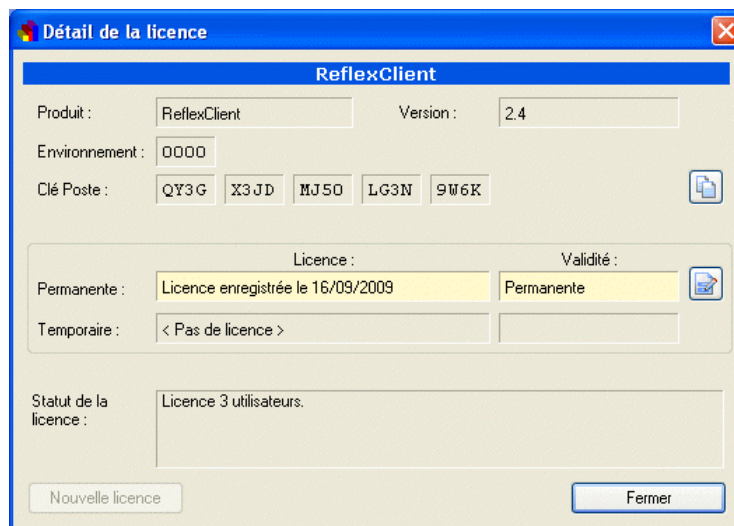 Détail de la licence
ReflexClient
Produit : ReflexClient Version : 2.4
Environnement : 0000
Clé Poste : QY3G X3JD MJ5O LG3N 9W6K
Licence : Validité :
Permanente : Licence enregistrée le 16/09/2009 Permanente
Temporaire : < Pas de licence >
Statut de la licence : Licence 3 utilisateurs.
Nouvelle licence Fermer